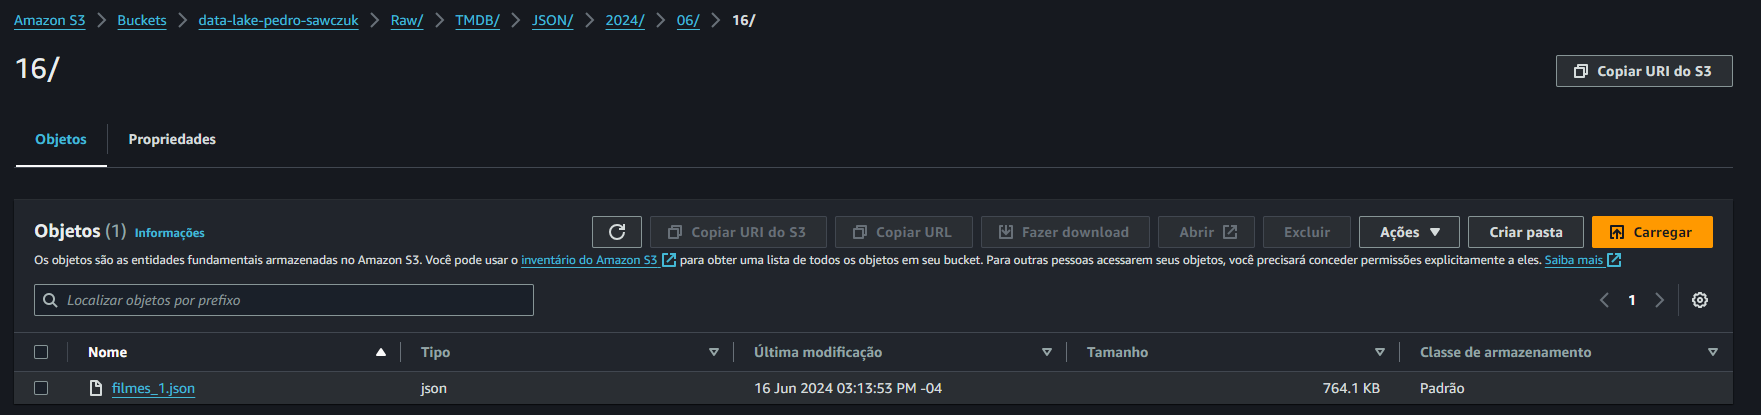 Amazon S3 > Buckets > data-lake-pedro-sawczuk > Raw/ > TMDB/ > JSON/ > 2024/ > 06/ > 16/
16/
Copiar URI do S3
Objetos Propriedades
Objetos (1) Informações
Copiar URI do S3 Copiar URL Fazer download Abrir Excluir Ações Criar pasta Carregar
Os objetos são as entidades fundamentais armazenadas no Amazon S3. Você pode usar o inventário do Amazon S3 para obter uma lista de todos os objetos em seu bucket. Para outras pessoas acessarem seus objetos, você precisará conceder permissões explicitamente a eles. Saiba mais
Localizar objetos por prefixo
1
Nome Tipo Última modificação Tamanho Classe de armazenamento
filmes_1.json json 16 Jun 2024 03:13:53 PM -04 764.1 KB Padrão